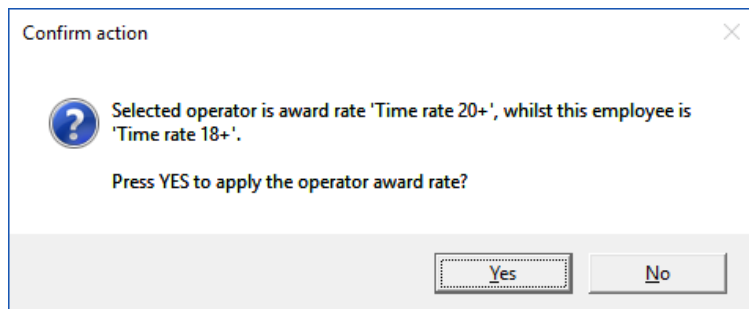 Confirm action
Selected operator is award rate 'Time rate 20+', whilst this employee is
'Time rate 18+'.
Press YES to apply the operator award rate?
Yes
No